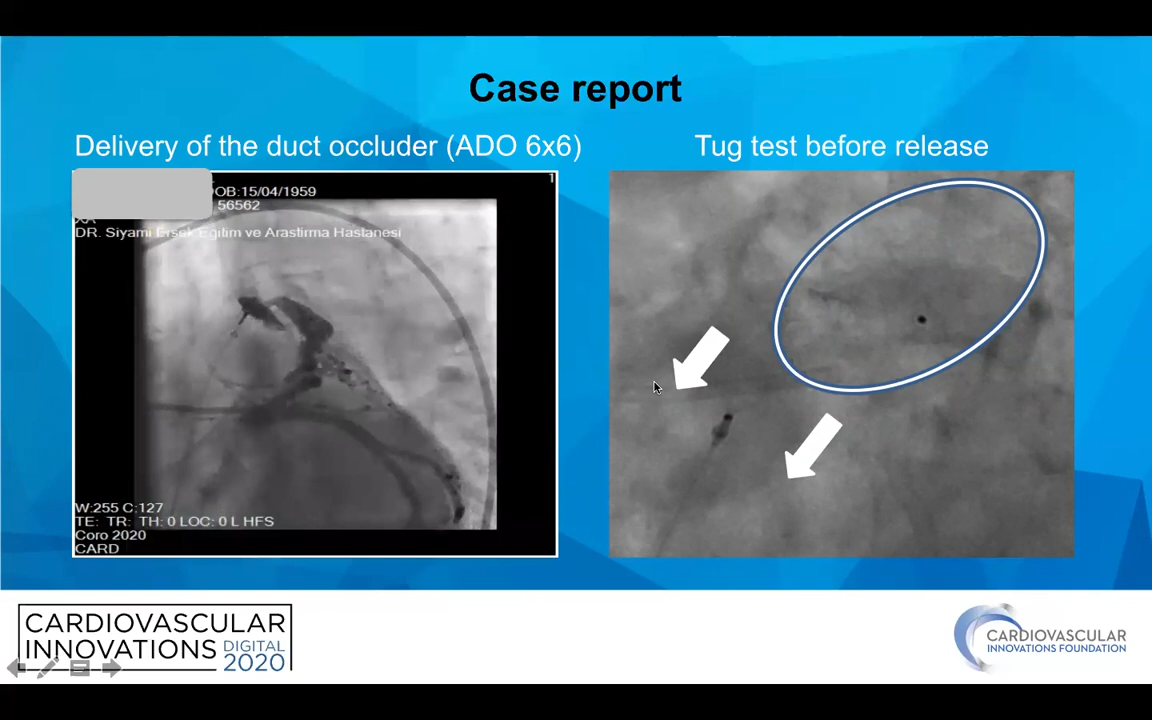 Case report
Delivery of the duct occluder (ADO 6x6)
Tug test before release
1
OB:15/04/1959
56562
XA
DR. Siyami Ersek Egitim ve Arastirma Hastanesi
W:255 C:127
TE: TR: TH: 0 LOC: 0 L HFS
Coro 2020
CARD
CARDIOVASCULAR
INNOVATIONS DIGITAL
2020
CARDIOVASCULAR
INNOVATIONS FOUNDATION